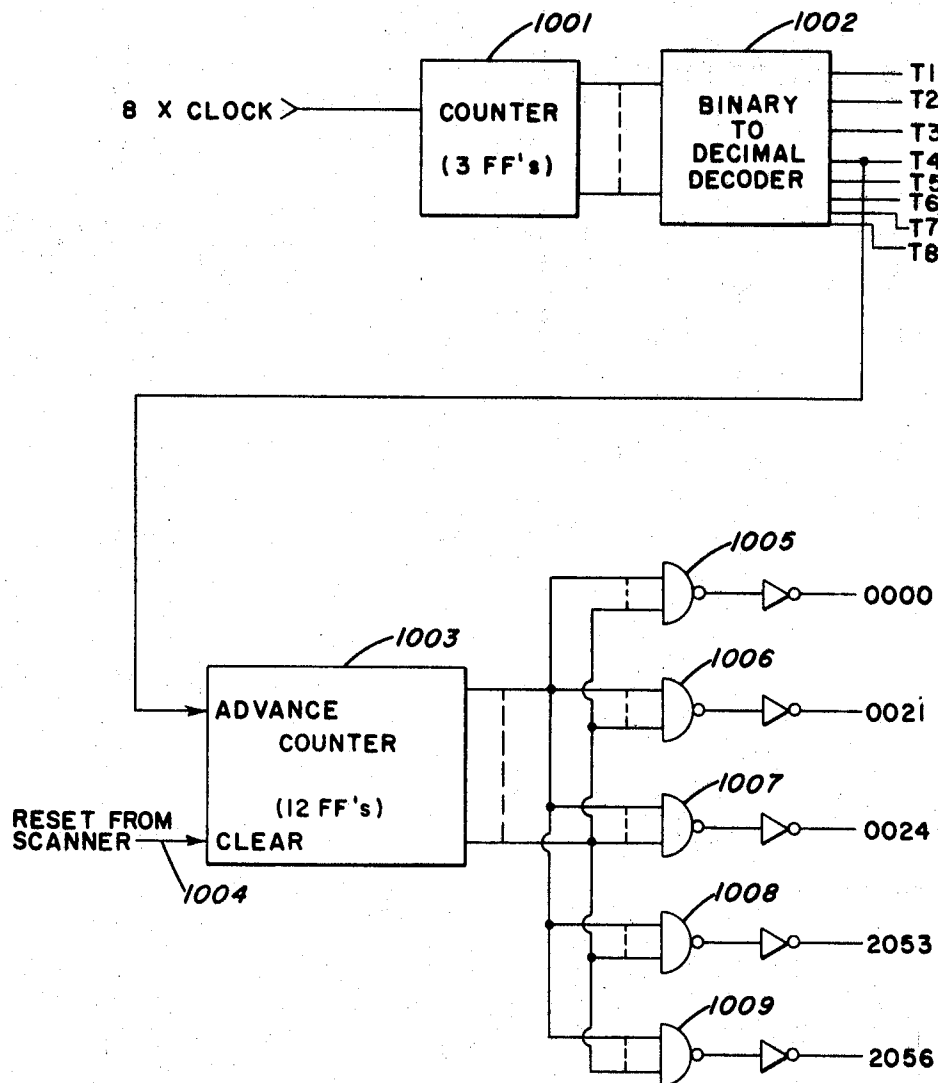 1001
1002
8 X CLOCK
COUNTER
(3 FF's)
BINARY
TO
DECIMAL
DECODER
T1
T2
T3
T4
T5
T6
T7
T8
1003
ADVANCE
COUNTER
(12 FF's)
CLEAR
RESET FROM
SCANNER
1004
1005
0000
1006
0021
1007
0024
1008
2053
1009
2056